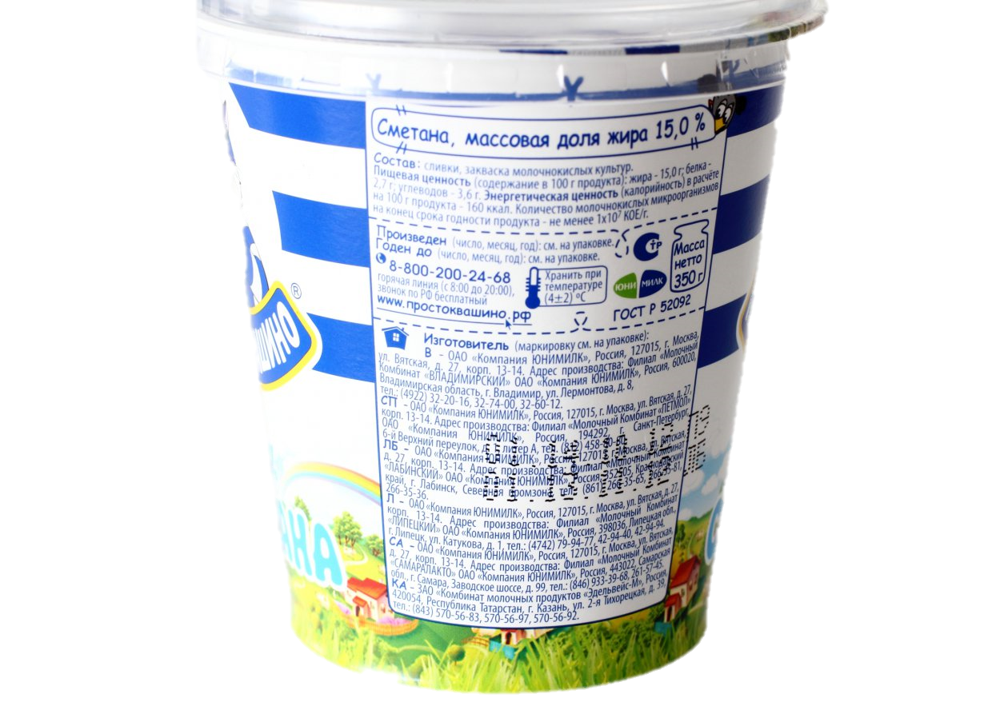 Сметана, массовая доля жира 15,0 %
Состав: сливки, закваска молочнокислых культур.
Пищевая ценность (содержание в 100 г продукта): жира - 15,0 г; белка -
2,7 г; углеводов - 3,6 г. Энергетическая ценность (калорийность) в расчёте
на 100 г продукта - 160 ккал. Количество молочнокислых микроорганизмов
на конец срока годности продукта - не менее 1x10⁷ КОЕ/г.
Произведен (число, месяц, год): см. на упаковке.
Годен до (число, месяц, год): см. на упаковке.
8-800-200-24-68
горячая линия (с 8:00 до 20:00),
звонок по РФ бесплатный
www.простоквашино.рф
Хранить при
температуре
(4±2) ºС
СТР
ЮНИ МИЛК
Масса
нетто
350 г
ГОСТ Р 52092
ШИНО
®
Изготовитель (маркировку см. на упаковке):
В - ОАО «Компания ЮНИМИЛК», Россия, 127015, г. Москва,
ул. Вятская, д. 27, корп. 13-14. Адрес производства: Филиал «Молочный
Комбинат «ВЛАДИМИРСКИЙ» ОАО «Компания ЮНИМИЛК», Россия, 600020,
Владимирская область, г. Владимир, ул. Лермонтова, д. 8,
тел.: (4922) 32-20-16, 32-74-00, 32-60-12.
СП - ОАО «Компания ЮНИМИЛК», Россия, 127015, г. Москва, ул. Вятская, д. 27,
корп. 13-14. Адрес производства: Филиал «Молочный Комбинат «ПЕТМОЛ»
ОАО «Компания ЮНИМИЛК», Россия, 194292, г. Санкт-Петербург,
6-й Верхний переулок, д. литер А, тел.
ЛБ - ОАО «Компания ЮНИМИЛК», Россия, 127015, г. Москва, ул. Вятская,
д. 27, корп. 13-14. Адрес производства: Филиал «Молочный Комбинат
«ЛАБИНСКИЙ» ОАО «Компания ЮНИМИЛК», Россия, 352505, Краснодарский
край, г. Лабинск, Северная промзона, тел.: (861) 266-35-65, 266-35-81,
266-35-36.
Л - ОАО «Компания ЮНИМИЛК», Россия, 127015, г. Москва, ул. Вятская, д. 27,
корп. 13-14. Адрес производства: Филиал «Молочный Комбинат
«ЛИПЕЦКИЙ» ОАО «Компания ЮНИМИЛК», Россия, 398036, Липецкая обл.,
г. Липецк, ул. Катукова, д. 1, тел.: (4742) 79-94-77, 42-94-40, 42-94-94.
СА - ОАО «Компания ЮНИМИЛК», Россия, 127015, г. Москва, ул. Вятская,
д. 27, корп. 13-14. Адрес производства: Филиал «Молочный Комбинат
«САМАРАЛАКТО» ОАО «Компания ЮНИМИЛК», Россия, 443022, Самарская
обл., г. Самара, Заводское шоссе, д. 99, тел.: (846) 933-39-68, 261-57-45.
КА - ЗАО «Комбинат молочных продуктов «Эдельвейс-М», Россия,
420054, Республика Татарстан, г. Казань, ул. 2-я Тихорецкая, д. 39,
тел.: (843) 570-56-83, 570-56-97, 570-56-92.
АНА